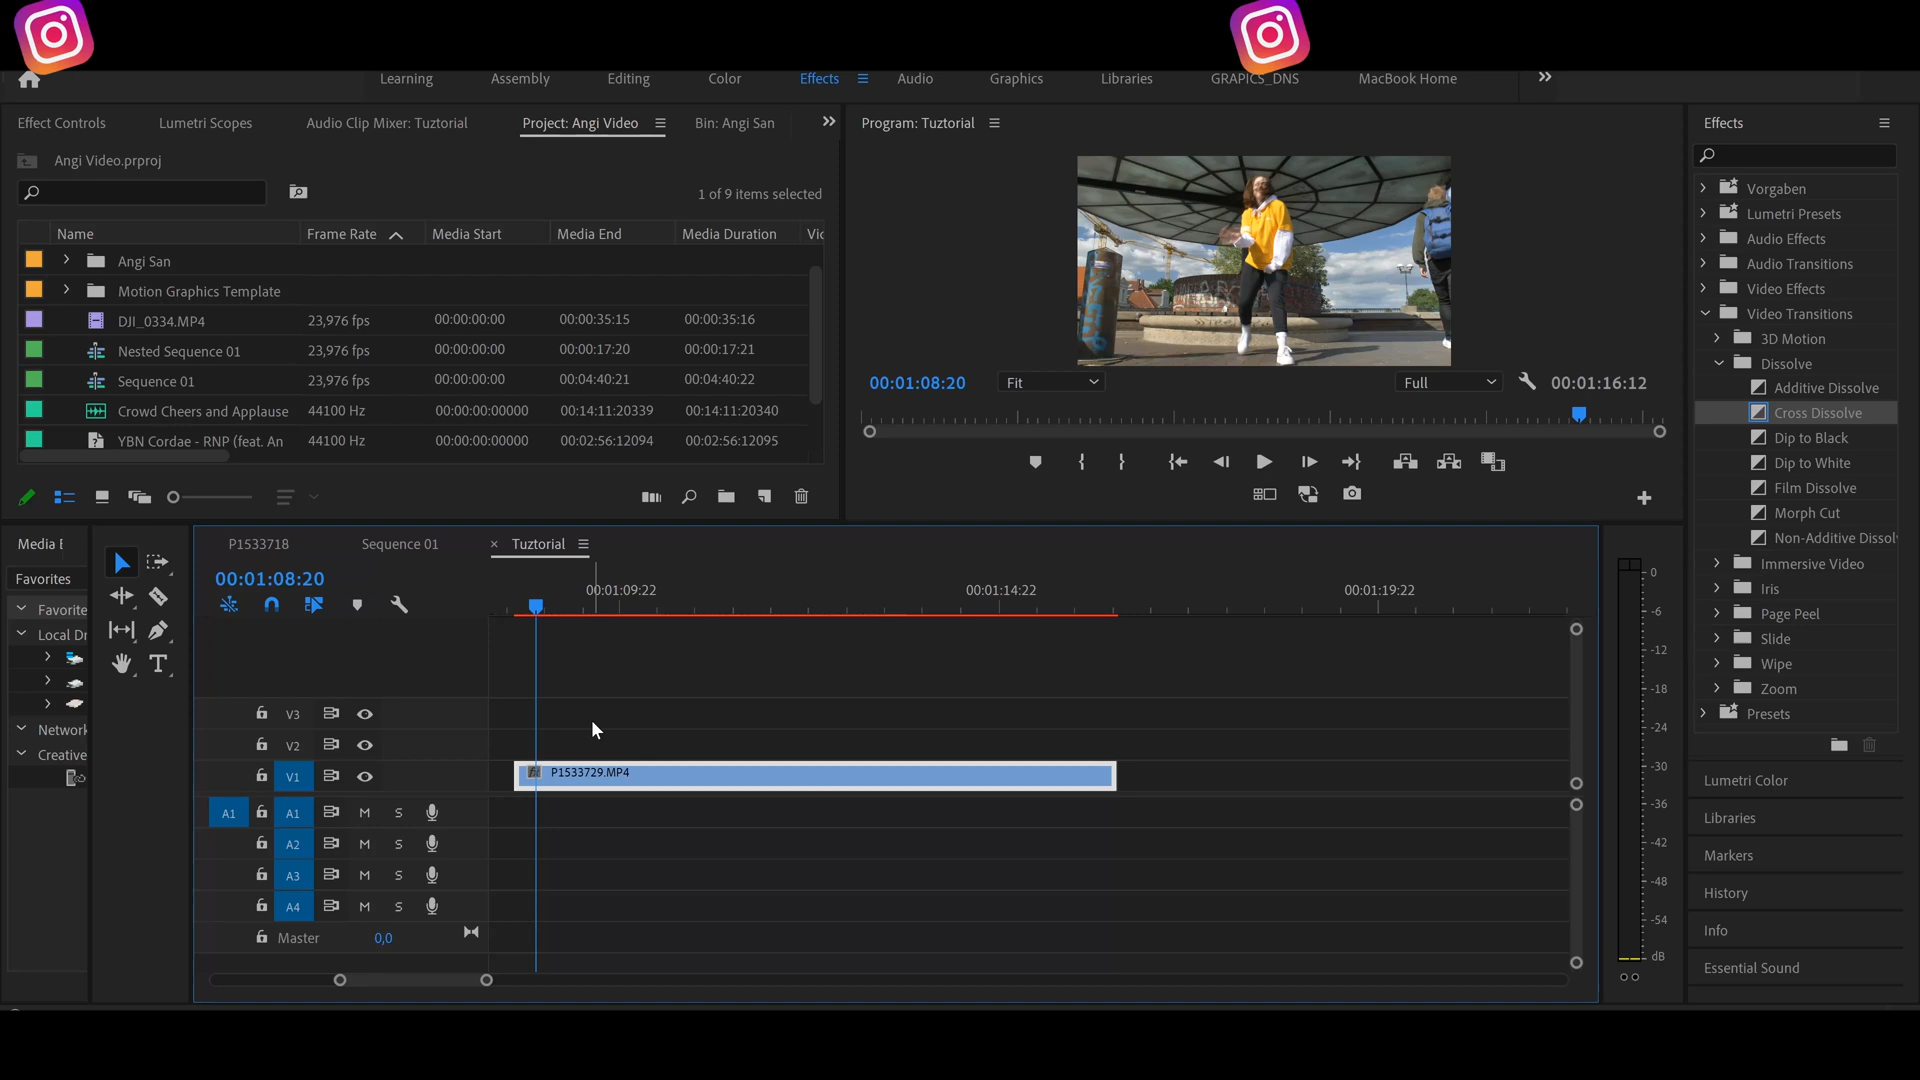 Learning Assembly Editing Color Effects Audio Graphics Libraries GRAPICS_DNS MacBook Home
Effect Controls Lumetri Scopes Audio Clip Mixer: Tuztorial Project: Angi Video Bin: Angi San
Angi Video.prproj
1 of 9 items selected
Name Frame Rate Media Start Media End Media Duration Vic
Angi San
Motion Graphics Template
DJI_0334.MP4 23,976 fps 00:00:00:00 00:00:35:15 00:00:35:16
Nested Sequence 01 23,976 fps 00:00:00:00 00:00:17:20 00:00:17:21
Sequence 01 23,976 fps 00:00:00:00 00:04:40:21 00:04:40:22
Crowd Cheers and Applause 44100 Hz 00:00:00:00000 00:14:11:20339 00:14:11:20340
YBN Cordae - RNP (feat. An 44100 Hz 00:00:00:00000 00:02:56:12094 00:02:56:12095
Program: Tuztorial
00:01:08:20 Fit Full 00:01:16:12
Effects
Vorgaben
Lumetri Presets
Audio Effects
Audio Transitions
Video Effects
Video Transitions
3D Motion
Dissolve
Additive Dissolve
Cross Dissolve
Dip to Black
Dip to White
Film Dissolve
Morph Cut
Non-Additive Dissol
Immersive Video
Iris
Page Peel
Slide
Wipe
Zoom
Presets
Lumetri Color
Libraries
Markers
History
Info
Essential Sound
Media E
Favorites
Favorite
Local Dr
Network
Creative
T
P1533718 Sequence 01 × Tuztorial
00:01:08:20
00:01:09:22 00:01:14:22 00:01:19:22
V3
V2
V1 fx P1533729.MP4
A1 A1 M S
A2 M S
A3 M S
A4 M S
Master 0,0
0
-6
-12
-18
-24
-30
-36
-42
-48
-54
dB